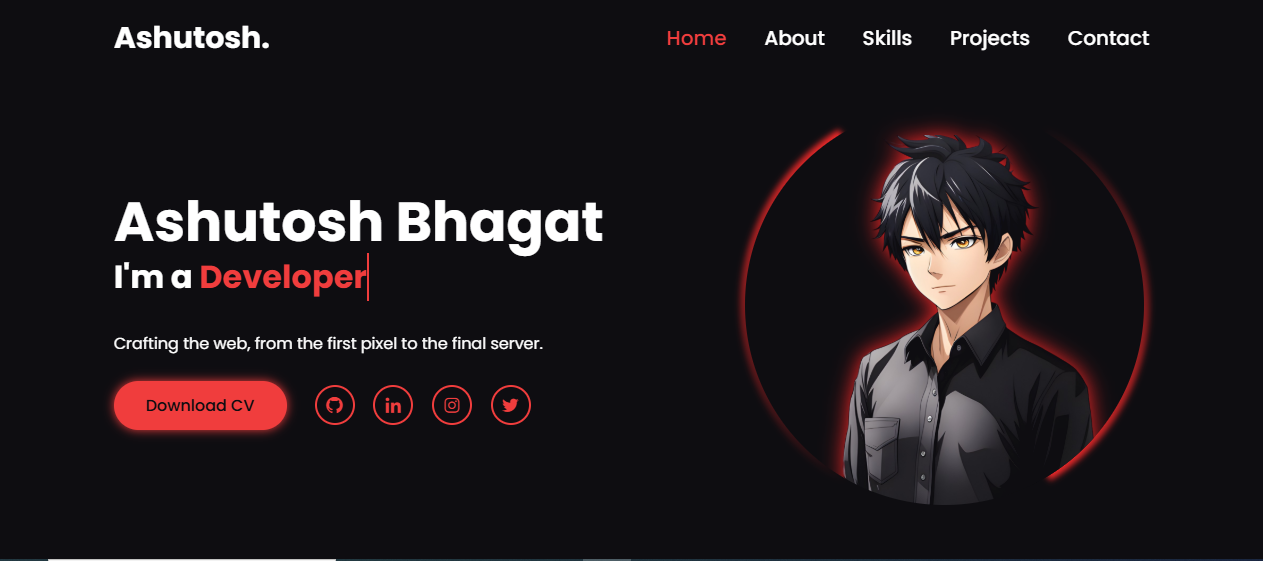 Ashutosh.
Home About Skills Projects Contact
Ashutosh Bhagat
I'm a Developer
Crafting the web, from the first pixel to the final server.
Download CV
in